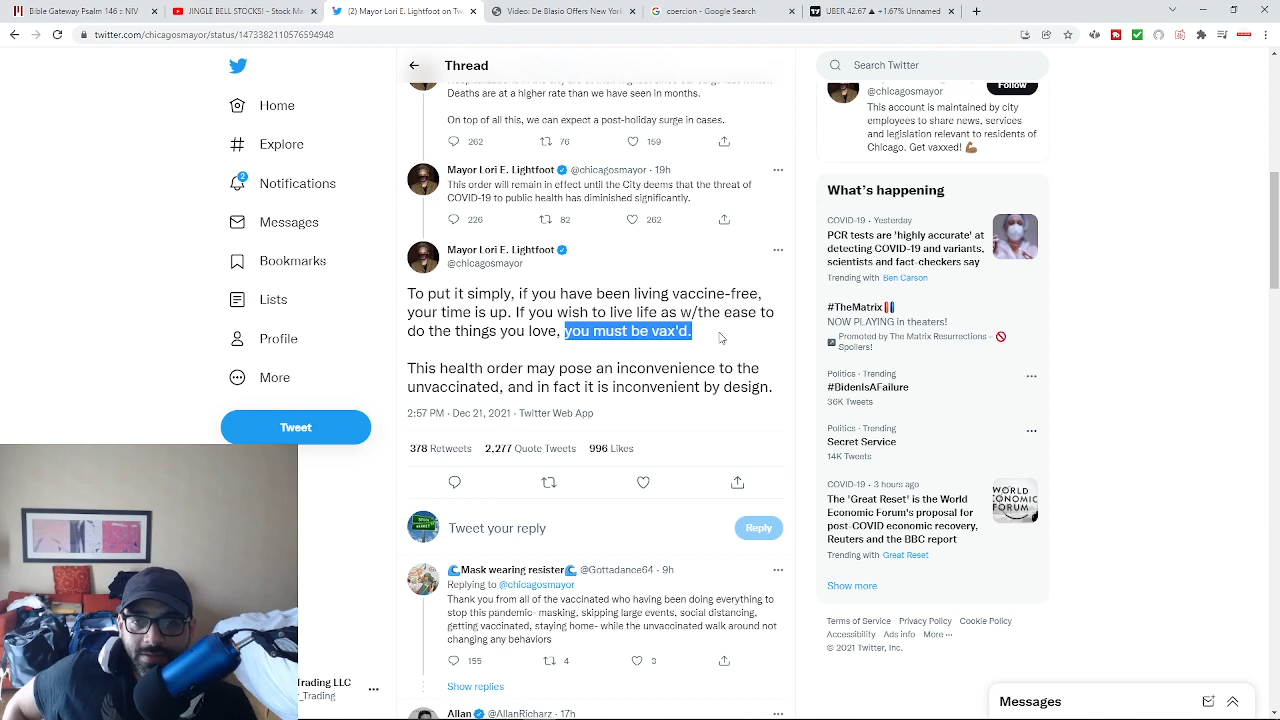 Bible Gateway Psalm 146 :: NIV
JINGLE BELL STOCKS! - Stock Ma
(2) Mayor Lori E. Lightfoot on Tw
Video: De Blasio Offers New York
coercion - Google Search
UBER 42.67 ▲ +1.67% Unnamed
twitter.com/chicagosmayor/status/1473382110576594948
Home
Explore
2
Notifications
Messages
Bookmarks
Lists
Profile
More
Tweet
Trading LLC
_Trading
Thread
Deaths are at a higher rate than we have seen in months.
On top of all this, we can expect a post-holiday surge in cases.
262 76 159
Mayor Lori E. Lightfoot @chicagosmayor · 19h
This order will remain in effect until the City deems that the threat of
COVID-19 to public health has diminished significantly.
226 82 262
Mayor Lori E. Lightfoot
@chicagosmayor
To put it simply, if you have been living vaccine-free,
your time is up. If you wish to live life as w/the ease to
do the things you love, you must be vax'd.
This health order may pose an inconvenience to the
unvaccinated, and in fact it is inconvenient by design.
2:57 PM · Dec 21, 2021 · Twitter Web App
378 Retweets 2,277 Quote Tweets 996 Likes
Tweet your reply
Reply
Mask wearing resister @Gottadance64 · 9h
Replying to @chicagosmayor
Thank you from all of the vaccinated who having been doing everything to
stop this pandemic- masking, skipping large events, social distancing,
getting vaccinated, staying home- while the unvaccinated walk around not
changing any behaviors
155 4 3
Show replies
Allan @AllanRicharz · 17h
Search Twitter
@chicagosmayor
Follow
This account is maintained by city
employees to share news, services
and legislation relevant to residents of
Chicago. Get vaxxed!
What's happening
COVID-19 · Yesterday
PCR tests are 'highly accurate' at
detecting COVID-19 and variants,
scientists and fact-checkers say
Trending with Ben Carson
#TheMatrix
NOW PLAYING in theaters!
Promoted by The Matrix Resurrections –
Spoilers!
Politics · Trending
#BidenIsAFailure
36K Tweets
Politics · Trending
Secret Service
14K Tweets
COVID-19 · 3 hours ago
The 'Great Reset' is the World
Economic Forum's proposal for
post-COVID economic recovery,
Reuters and the BBC report
Trending with Great Reset
WORLD
ECONOMIC
FORUM
Show more
Terms of Service Privacy Policy Cookie Policy
Accessibility Ads info More
© 2021 Twitter, Inc.
Messages